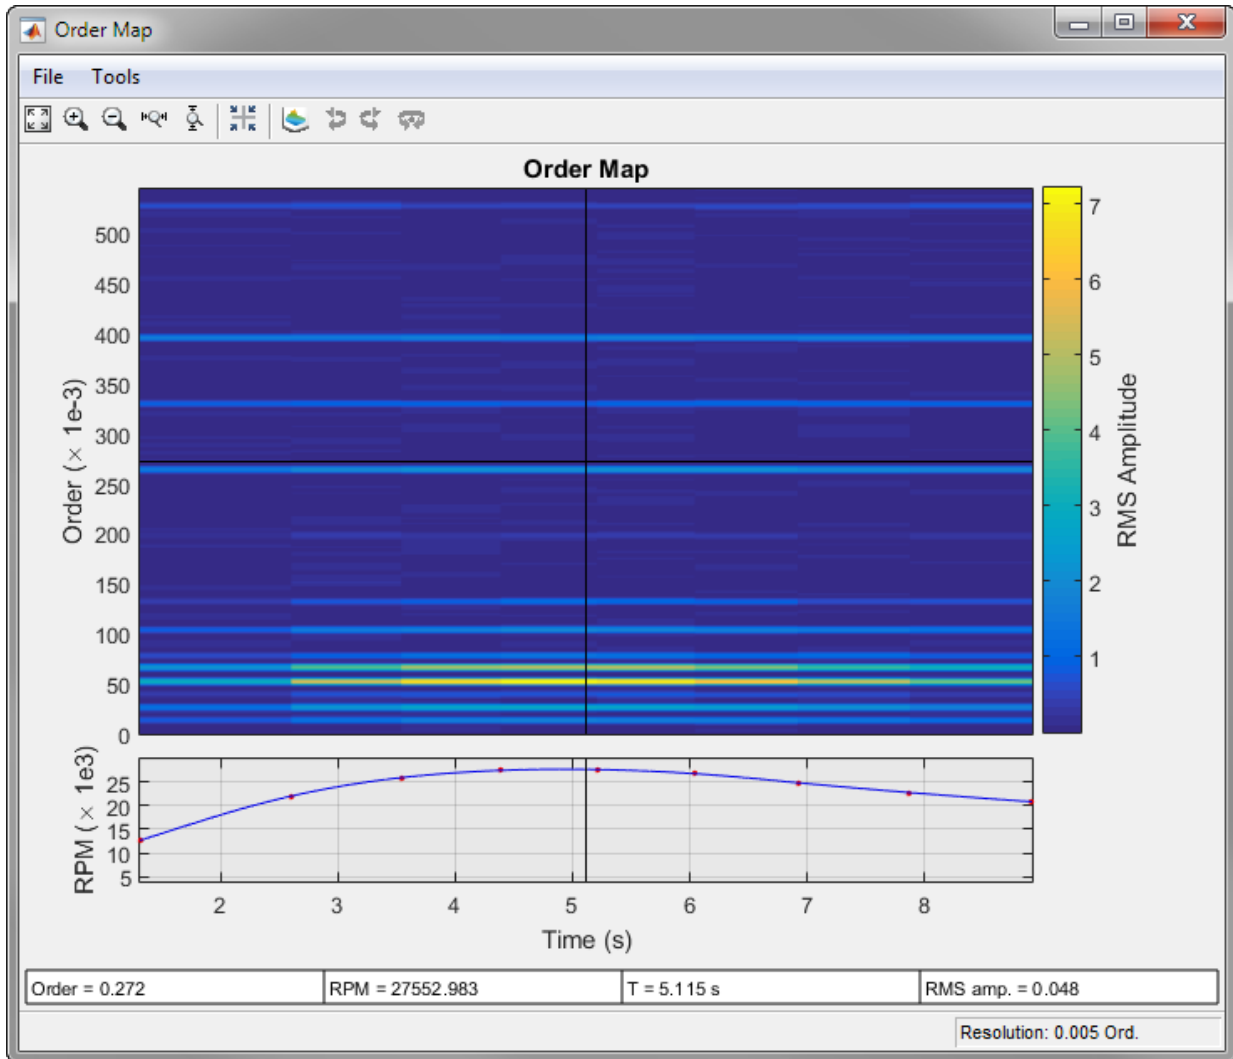 Order Map
File Tools
Order Map
500
450
400
350
300
250
200
150
100
50
0
Order (× 1e-3)
7
6
5
4
3
2
1
RMS Amplitude
25
20
15
10
5
RPM (× 1e3)
2 3 4 5 6 7 8
Time (s)
Order = 0.272 RPM = 27552.983 T = 5.115 s RMS amp. = 0.048
Resolution: 0.005 Ord.